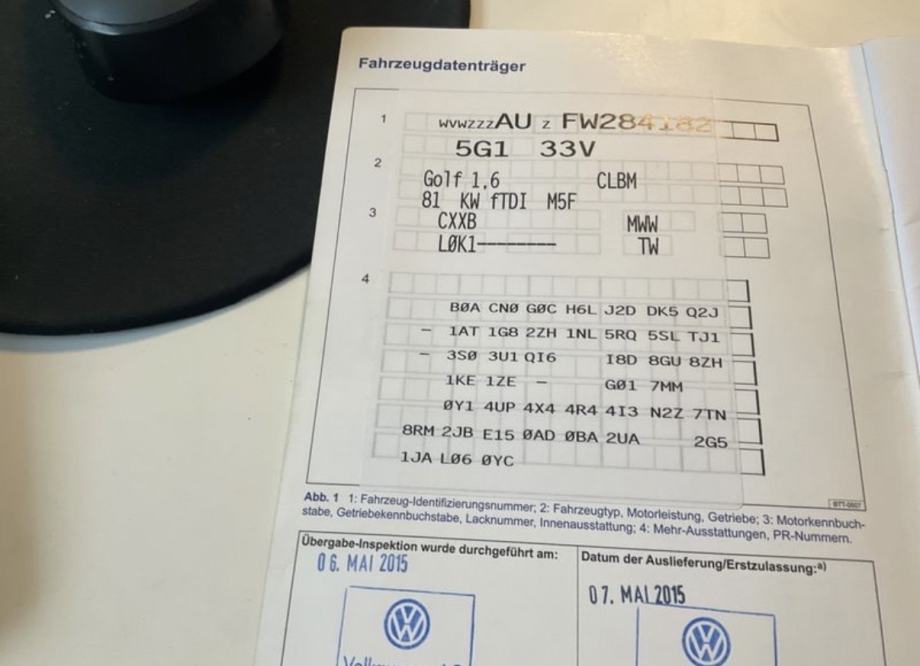 Fahrzeugdatenträger
1 WVWZZZAU Z FW284182
5G1 33V
2
Golf 1,6 CLBM
81 KW fTDI M5F
3 CXXB MWW
LØK1-------- TW
4
BØA CNØ GØC H6L J2D DK5 Q2J
- 1AT 1G8 2ZH 1NL 5RQ 5SL TJ1
- 3SØ 3U1 QI6 I8D 8GU 8ZH
1KE 1ZE - GØ1 7MM
ØY1 4UP 4X4 4R4 4I3 N2Z 7TN
8RM 2JB E15 ØAD ØBA 2UA 2G5
1JA LØ6 ØYC
Abb. 1 1: Fahrzeug-Identifizierungsnummer; 2: Fahrzeugtyp, Motorleistung, Getriebe; 3: Motorkennbuch-
stabe, Getriebekennbuchstabe, Lacknummer, Innenausstattung; 4: Mehr-Ausstattungen, PR-Nummern.
Übergabe-Inspektion wurde durchgeführt am:
06. MAI 2015
Datum der Auslieferung/Erstzulassung:a)
07. MAI 2015